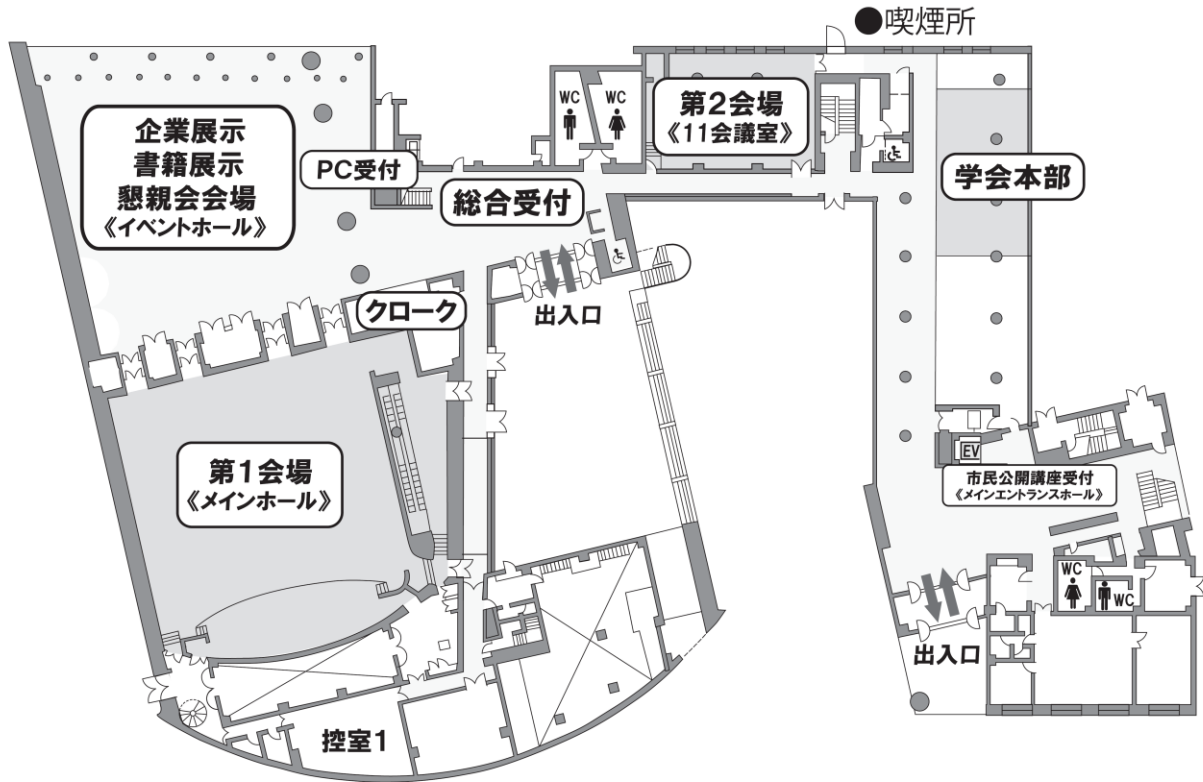 ●喫煙所
WC
WC
第2会場
《11会議室》
企業展示
書籍展示
懇親会会場
《イベントホール》
PC受付
総合受付
学会本部
クローク
出入口
第1会場
《メインホール》
EV
市民公開講座受付
《メインエントランスホール》
WC
WC
出入口
控室1